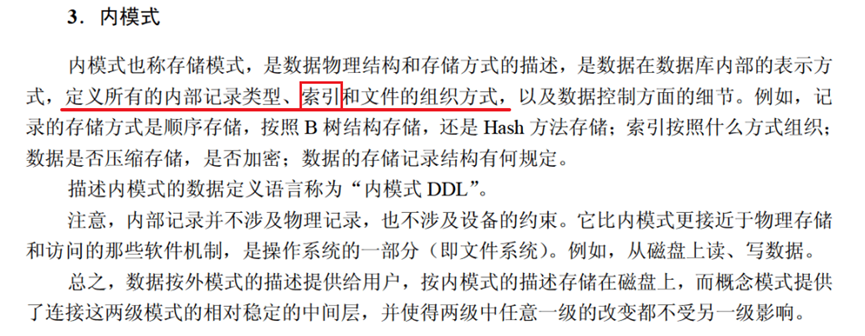 3．内模式
内模式也称存储模式，是数据物理结构和存储方式的描述，是数据在数据库内部的表示方
式，定义所有的内部记录类型、索引和文件的组织方式，以及数据控制方面的细节。例如，记
录的存储方式是顺序存储，按照 B 树结构存储，还是 Hash 方法存储；索引按照什么方式组织；
数据是否压缩存储，是否加密；数据的存储记录结构有何规定。
描述内模式的数据定义语言称为“内模式 DDL”。
注意，内部记录并不涉及物理记录，也不涉及设备的约束。它比内模式更接近于物理存储
和访问的那些软件机制，是操作系统的一部分（即文件系统）。例如，从磁盘上读、写数据。
总之，数据按外模式的描述提供给用户，按内模式的描述存储在磁盘上，而概念模式提供
了连接这两级模式的相对稳定的中间层，并使得两级中任意一级的改变都不受另一级影响。